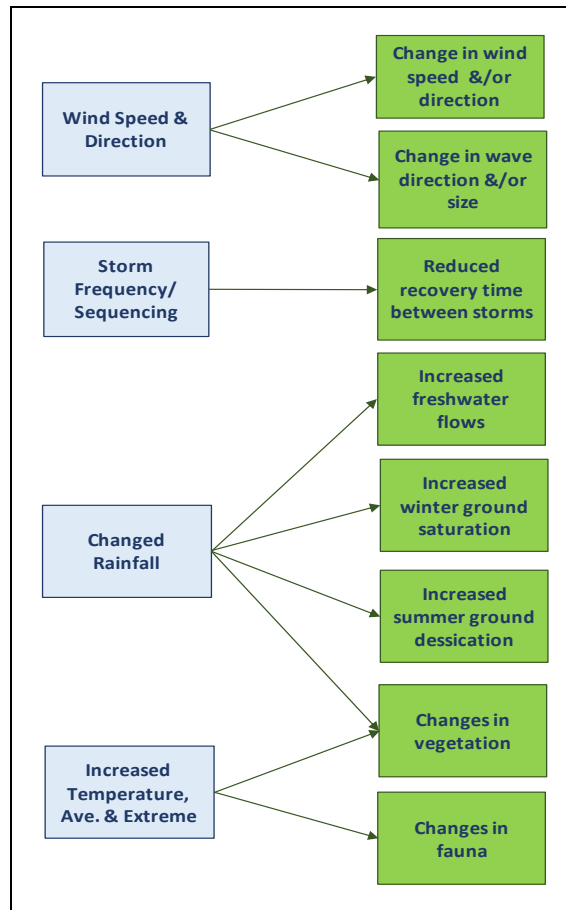 Change in wind
speed &/or
direction
Wind Speed &
Direction
Change in wave
direction &/or
size
Storm
Frequency/
Sequencing
Reduced
recovery time
between storms
Increased
freshwater
flows
Increased
winter ground
saturation
Changed
Rainfall
Increased
summer ground
dessication
Changes in
vegetation
Increased
Temperature,
Ave. & Extreme
Changes in
fauna